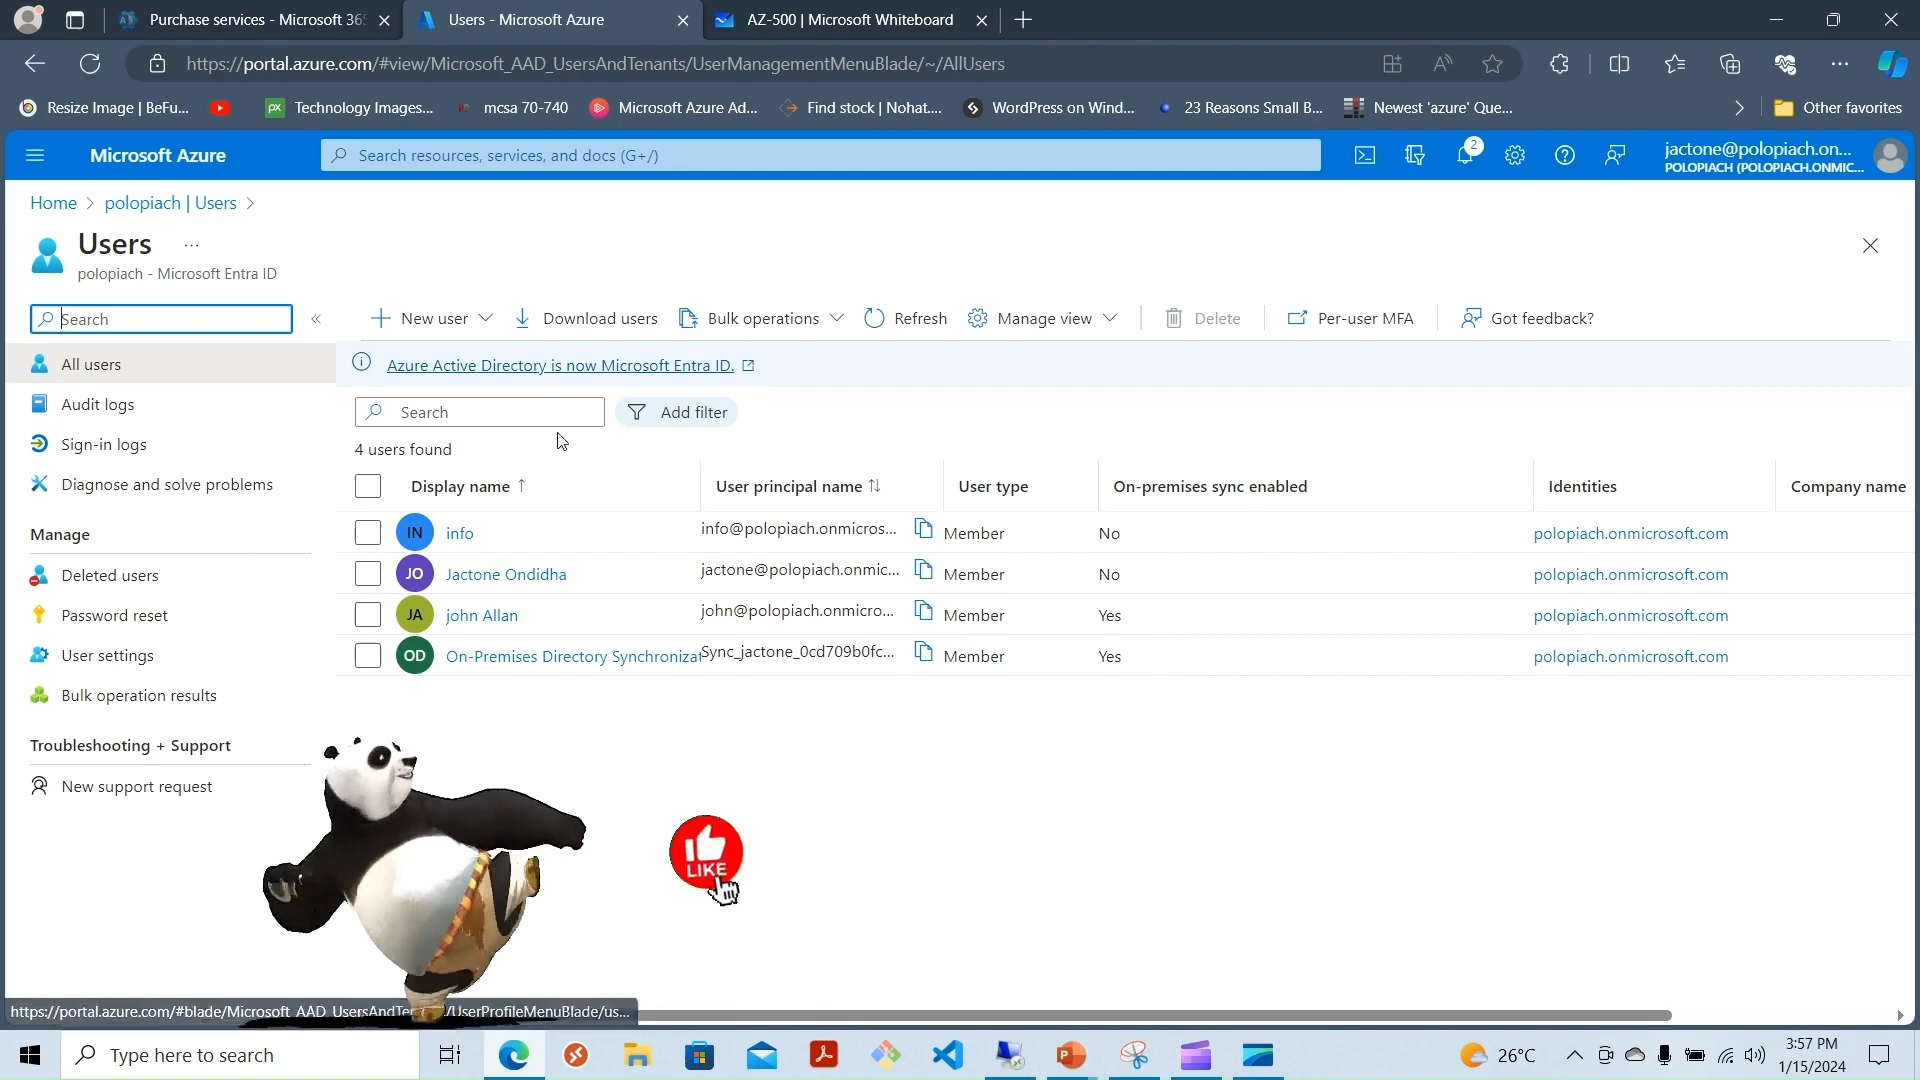 Purchase services - Microsoft 365
Users - Microsoft Azure
AZ-500 | Microsoft Whiteboard
https://portal.azure.com/#view/Microsoft_AAD_UsersAndTenants/UserManagementMenuBlade/~/AllUsers
Resize Image | BeFu...
px Technology Images...
mcsa 70-740
Microsoft Azure Ad...
Find stock | Nohat....
WordPress on Wind...
23 Reasons Small B...
Newest 'azure' Que...
Other favorites
Microsoft Azure
Search resources, services, and docs (G+/)
2
jactone@polopiach.on...
POLOPIACH (POLOPIACH.ONMIC...
Home > polopiach | Users >
Users ...
polopiach - Microsoft Entra ID
Search
New user
Download users
Bulk operations
Refresh
Manage view
Delete
Per-user MFA
Got feedback?
All users
Audit logs
Sign-in logs
Diagnose and solve problems
Manage
Deleted users
Password reset
User settings
Bulk operation results
Troubleshooting + Support
New support request
Azure Active Directory is now Microsoft Entra ID.
Search
Add filter
4 users found
Display name ↑ User principal name ↑↓ User type On-premises sync enabled Identities Company name
IN info info@polopiach.onmicros... Member No polopiach.onmicrosoft.com
JO Jactone Ondidha jactone@polopiach.onmic... Member No polopiach.onmicrosoft.com
JA john Allan john@polopiach.onmicro... Member Yes polopiach.onmicrosoft.com
OD On-Premises Directory Synchronizat Sync_jactone_0cd709b0fc... Member Yes polopiach.onmicrosoft.com
LIKE
https://portal.azure.com/#blade/Microsoft_AAD_UsersAndTe /UserProfileMenuBlade/us...
Type here to search
26°C
3:57 PM
1/15/2024